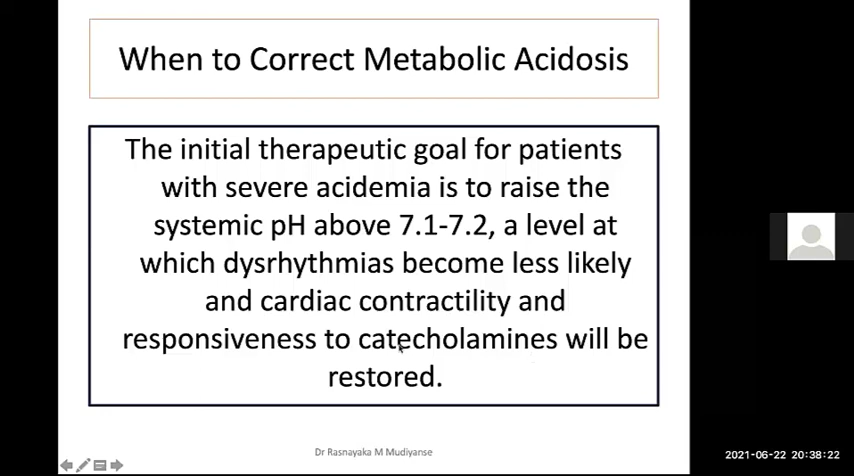 When to Correct Metabolic Acidosis
The initial therapeutic goal for patients
with severe acidemia is to raise the
systemic pH above 7.1-7.2, a level at
which dysrhythmias become less likely
and cardiac contractility and
responsiveness to catecholamines will be
restored.
Dr Rasnayaka M Mudiyanse
2021-06-22 20:38:22